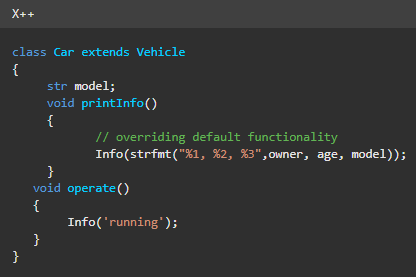 X++
class Car extends Vehicle
{
str model;
void printInfo()
{
// overriding default functionality
Info(strfmt("%1, %2, %3",owner, age, model));
}
void operate()
{
Info('running');
}
}